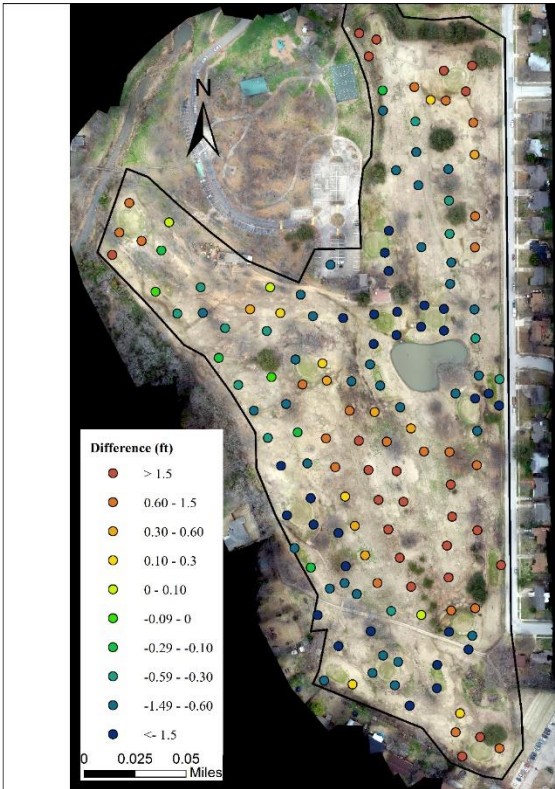 N
Difference (ft)
> 1.5
0.60 - 1.5
0.30 - 0.60
0.10 - 0.3
0 - 0.10
-0.09 - 0
-0.29 - -0.10
-0.59 - -0.30
-1.49 - -0.60
<- 1.5
0 0.025 0.05
Miles